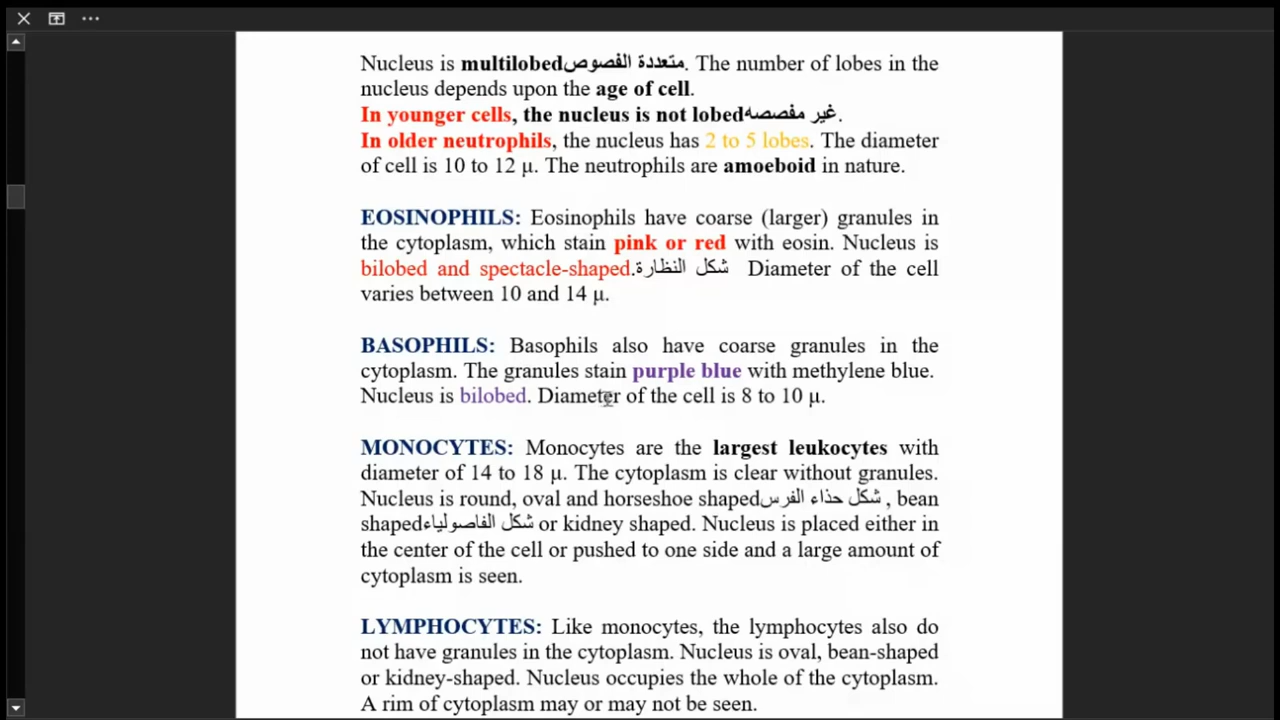 Nucleus is multilobedمتعددة الفصوص. The number of lobes in the
nucleus depends upon the age of cell.
In younger cells, the nucleus is not lobedغير مفصصه.
In older neutrophils, the nucleus has 2 to 5 lobes. The diameter
of cell is 10 to 12 µ. The neutrophils are amoeboid in nature.
EOSINOPHILS: Eosinophils have coarse (larger) granules in
the cytoplasm, which stain pink or red with eosin. Nucleus is
bilobed and spectacle-shaped.شكل النظارة Diameter of the cell
varies between 10 and 14 µ.
BASOPHILS: Basophils also have coarse granules in the
cytoplasm. The granules stain purple blue with methylene blue.
Nucleus is bilobed. Diameter of the cell is 8 to 10 µ.
MONOCYTES: Monocytes are the largest leukocytes with
diameter of 14 to 18 µ. The cytoplasm is clear without granules.
Nucleus is round, oval and horseshoe shapedشكل حذاء الفرس , bean
shapedشكل الفاصولياء or kidney shaped. Nucleus is placed either in
the center of the cell or pushed to one side and a large amount of
cytoplasm is seen.
LYMPHOCYTES: Like monocytes, the lymphocytes also do
not have granules in the cytoplasm. Nucleus is oval, bean-shaped
or kidney-shaped. Nucleus occupies the whole of the cytoplasm.
A rim of cytoplasm may or may not be seen.